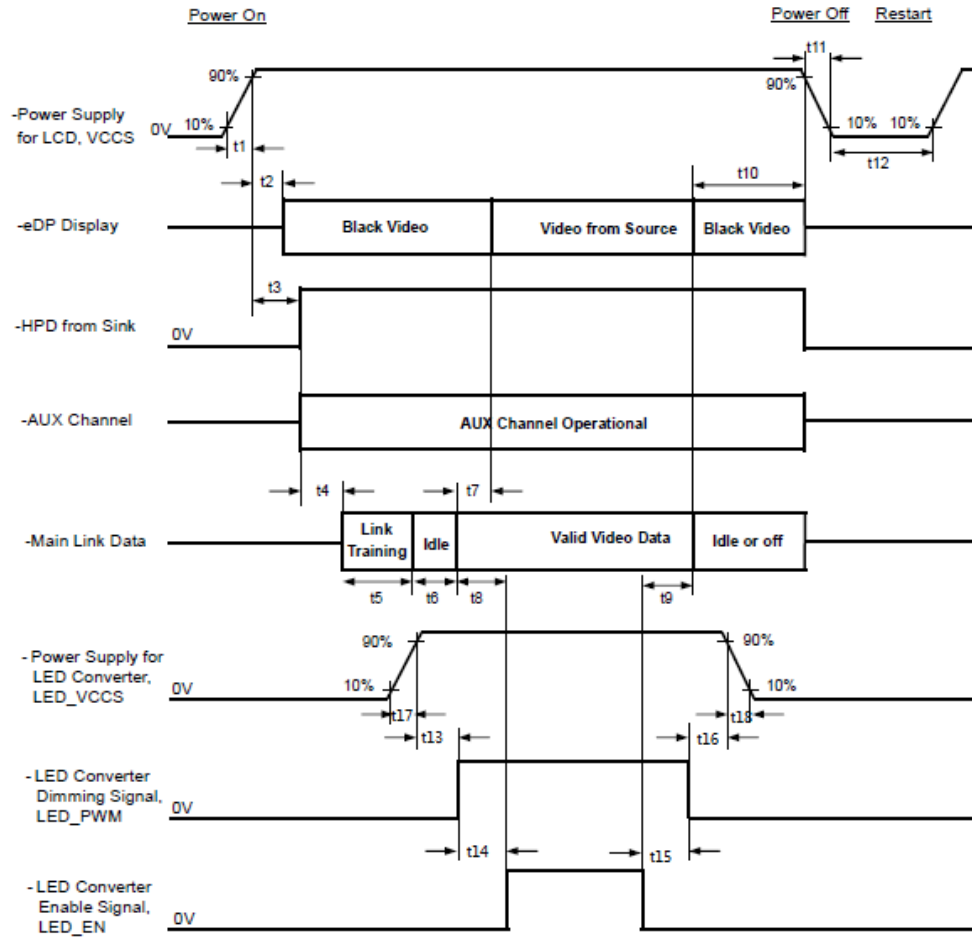 Power On
Power Off
Restart
t11
90%
90%
-Power Supply
for LCD, VCCS
0V
10%
10%
10%
t1
t12
t2
t10
-eDP Display
Black Video
Video from Source
Black Video
t3
-HPD from Sink
0V
-AUX Channel
AUX Channel Operational
t4
t7
-Main Link Data
Link
Training
Idle
Valid Video Data
Idle or off
t5
t6
t8
t9
90%
90%
- Power Supply for
LED Converter,
LED_VCCS
0V
10%
10%
t17
t18
t13
t16
- LED Converter
Dimming Signal,
LED_PWM
0V
t14
t15
- LED Converter
Enable Signal,
LED_EN
0V